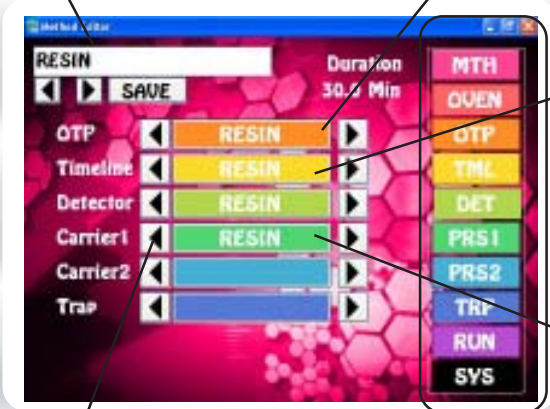 Method Editor
RESIN
SAVE
Duration
30.0 Min
OTP RESIN
Timeline RESIN
Detector RESIN
Carrier1 RESIN
Carrier2
Trap
MTH
OVEN
OTP
TML
DET
PRS1
PRS2
TRP
RUN
SYS